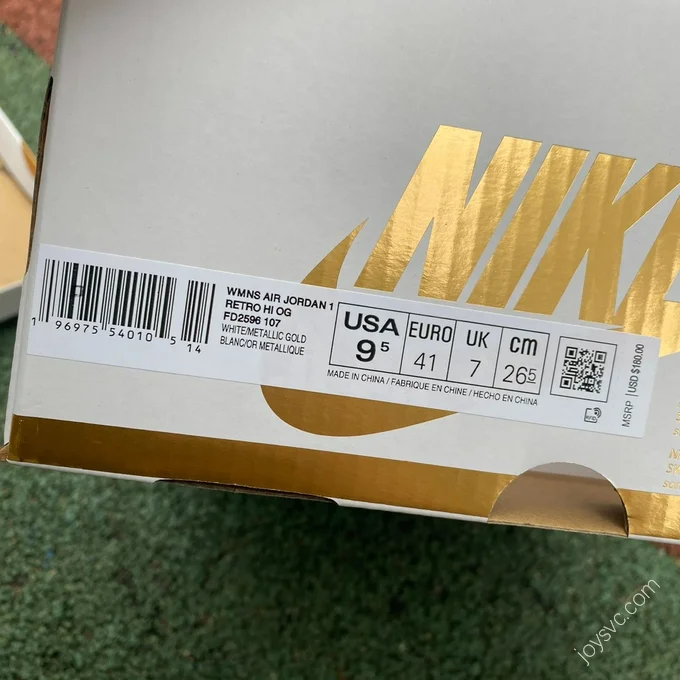 NIKE
WMNS AIR JORDAN 1
RETRO HI OG
FD2596 107
WHITE/METALLIC GOLD
BLANC/OR METALLIQUE
1 96975 54010 5 14
USA
9 5
EURO
41
UK
7
cm
26 5
MADE IN CHINA / FABRIQUE EN CHINE / HECHO EN CHINA
RFID
MSRP | USD $180.00
joysvc.com